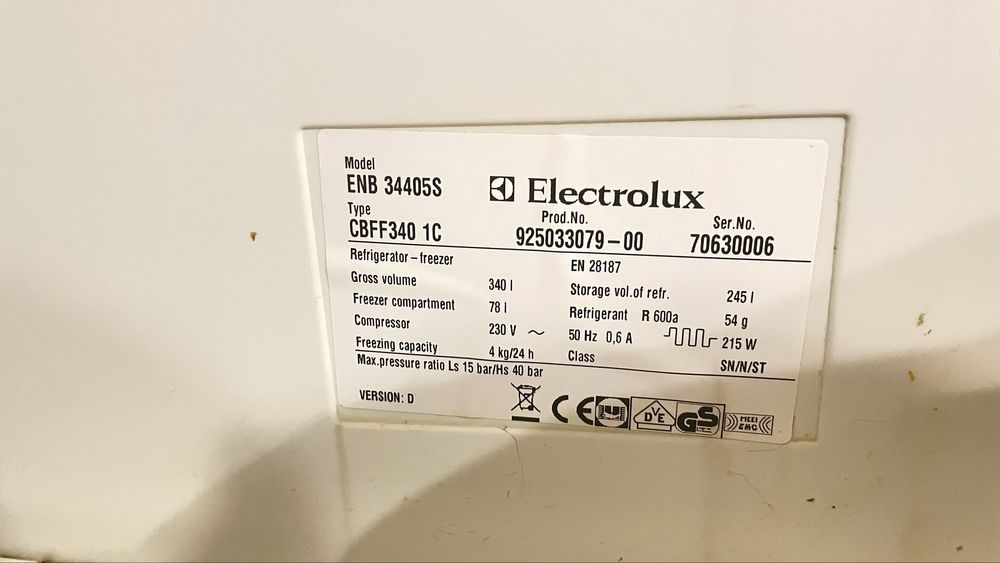 Model
ENB 34405S
Electrolux
Type
CBFF340 1C
Prod.No.
925033079-00
Ser.No.
70630006
Refrigerator-freezer
EN 28187
Gross volume 340 l
Storage vol.of refr. 245 l
Freezer compartment 78 l
Refrigerant R 600a 54 g
Compressor 230 V ~
50 Hz 0,6 A 215 W
Freezing capacity 4 kg/24 h
Class SN/N/ST
Max.pressure ratio Ls 15 bar/Hs 40 bar
VERSION: D
CE
DVE
GS